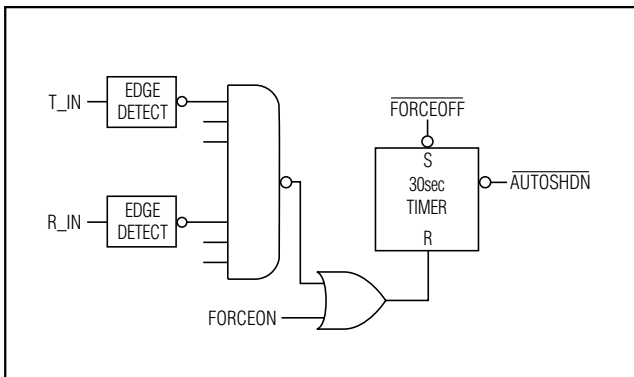 T_IN
EDGE
DETECT
R_IN
EDGE
DETECT
FORCEON
FORCEOFF
S
30sec
TIMER
R
AUTOSHDN